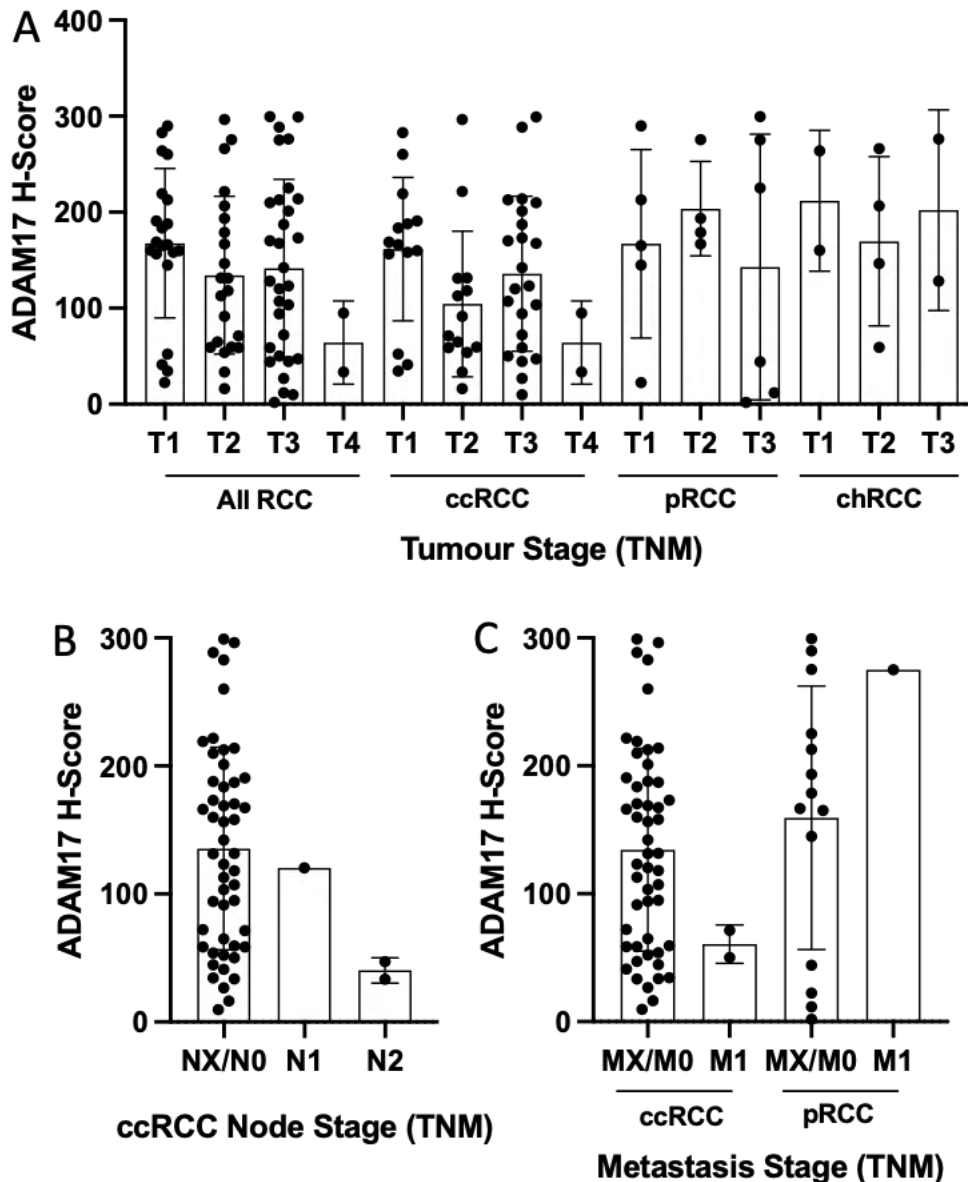 A
ADAM17 H-Score
400
300
200
100
0
T1 T2 T3 T4 T1 T2 T3 T4 T1 T2 T3 T1 T2 T3
All RCC ccRCC pRCC chRCC
Tumour Stage (TNM)
B
ADAM17 H-Score
300
200
100
0
NX/N0 N1 N2
ccRCC Node Stage (TNM)
C
ADAM17 H-Score
300
200
100
0
MX/M0 M1 MX/M0 M1
ccRCC pRCC
Metastasis Stage (TNM)